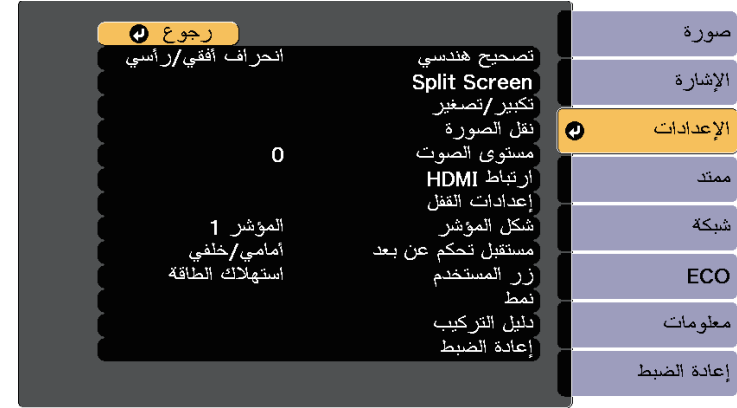 صورة
الإشارة
الإعدادات
ممتد
شبكة
ECO
معلومات
إعادة الضبط
رجوع
تصحيح هندسي انحراف أفقي/رأسي
Split Screen
تكبير/تصغير
نقل الصورة
مستوى الصوت 0
ارتباط HDMI
إعدادات القفل
شكل المؤشر المؤشر 1
مستقبل تحكم عن بعد أمامي/خلفي
زر المستخدم استهلاك الطاقة
نمط
دليل التركيب
إعادة الضبط